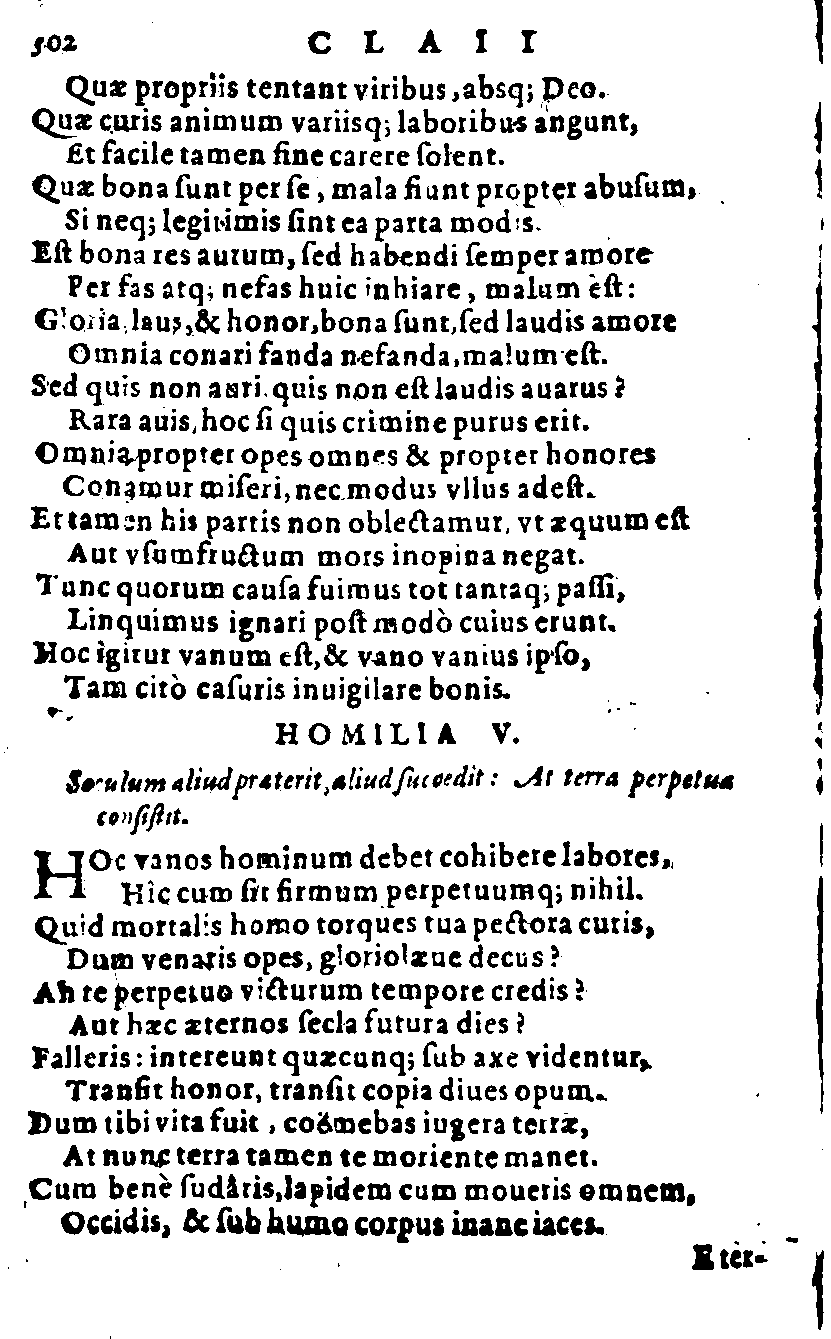 502 CLAII
Quæ propriis tentant viribus, absq; Deo.
Quæ curis animum variisq; laboribus angunt,
Et facile tamen fine carere ſolent.
Quæ bona ſunt per ſe, mala fiunt propter abuſum,
Si neq; legitimis ſint ea parta modis.
Eſt bona res aurum, ſed habendi ſemper amore
Per fas atq; nefas huic inhiare, malum èſt:
Gloria, laus, & honor, bona ſunt, ſed laudis amore
Omnia conari fanda nefanda, malum eſt.
Sed quis non auri, quis non eſt laudis auarus?
Rara auis, hoc ſi quis crimine purus erit.
Omnia propter opes omnes & propter honores
Conamur miſeri, nec modus vllus adeſt.
Et tamen his partis non oblectamur, vt æquum eſt
Aut vſumfructum mors inopina negat.
Tunc quorum cauſa fuimus tot tantaq; paſſi,
Linquimus ignari poſt modò cuius erunt.
Hoc igitur vanum eſt, & vano vanius ipſo,
Tam citò caſuris inuigilare bonis.
HOMILIA V.
Seculum aliud præterit, aliud ſuccedit: At terra perpetua
conſiſtit.
HOc vanos hominum debet cohibere labores,
Hîc cum ſit firmum perpetuumq; nihil.
Quid mortalis homo torques tua pectora curis,
Dum venaris opes, gloriolæue decus?
An te perpetuo victurum tempore credis?
Aut hæc æternos ſecla futura dies?
Falleris: intereunt quæcunq; ſub axe videntur,
Tranſit honor, tranſit copia diues opum.
Dum tibi vita fuit, coëmebas iugera terræ,
At nunc terra tamen te moriente manet.
Cum benè ſudâris, lapidem cum moueris omnem,
Occidis, & ſub humo corpus inane iaces.
E ter-